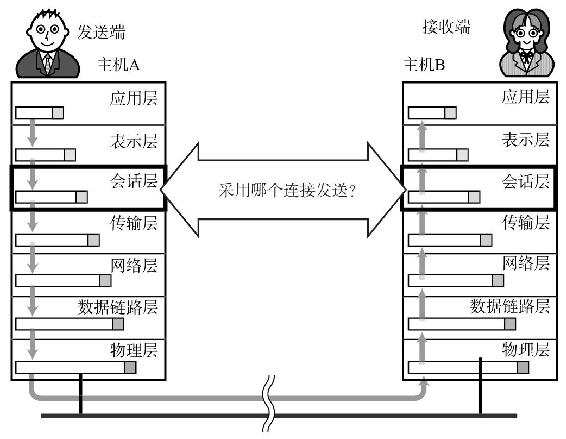 发送端
接收端
主机A
主机B
应用层
表示层
会话层
传输层
网络层
数据链路层
物理层
采用哪个连接发送?
应用层
表示层
会话层
传输层
网络层
数据链路层
物理层